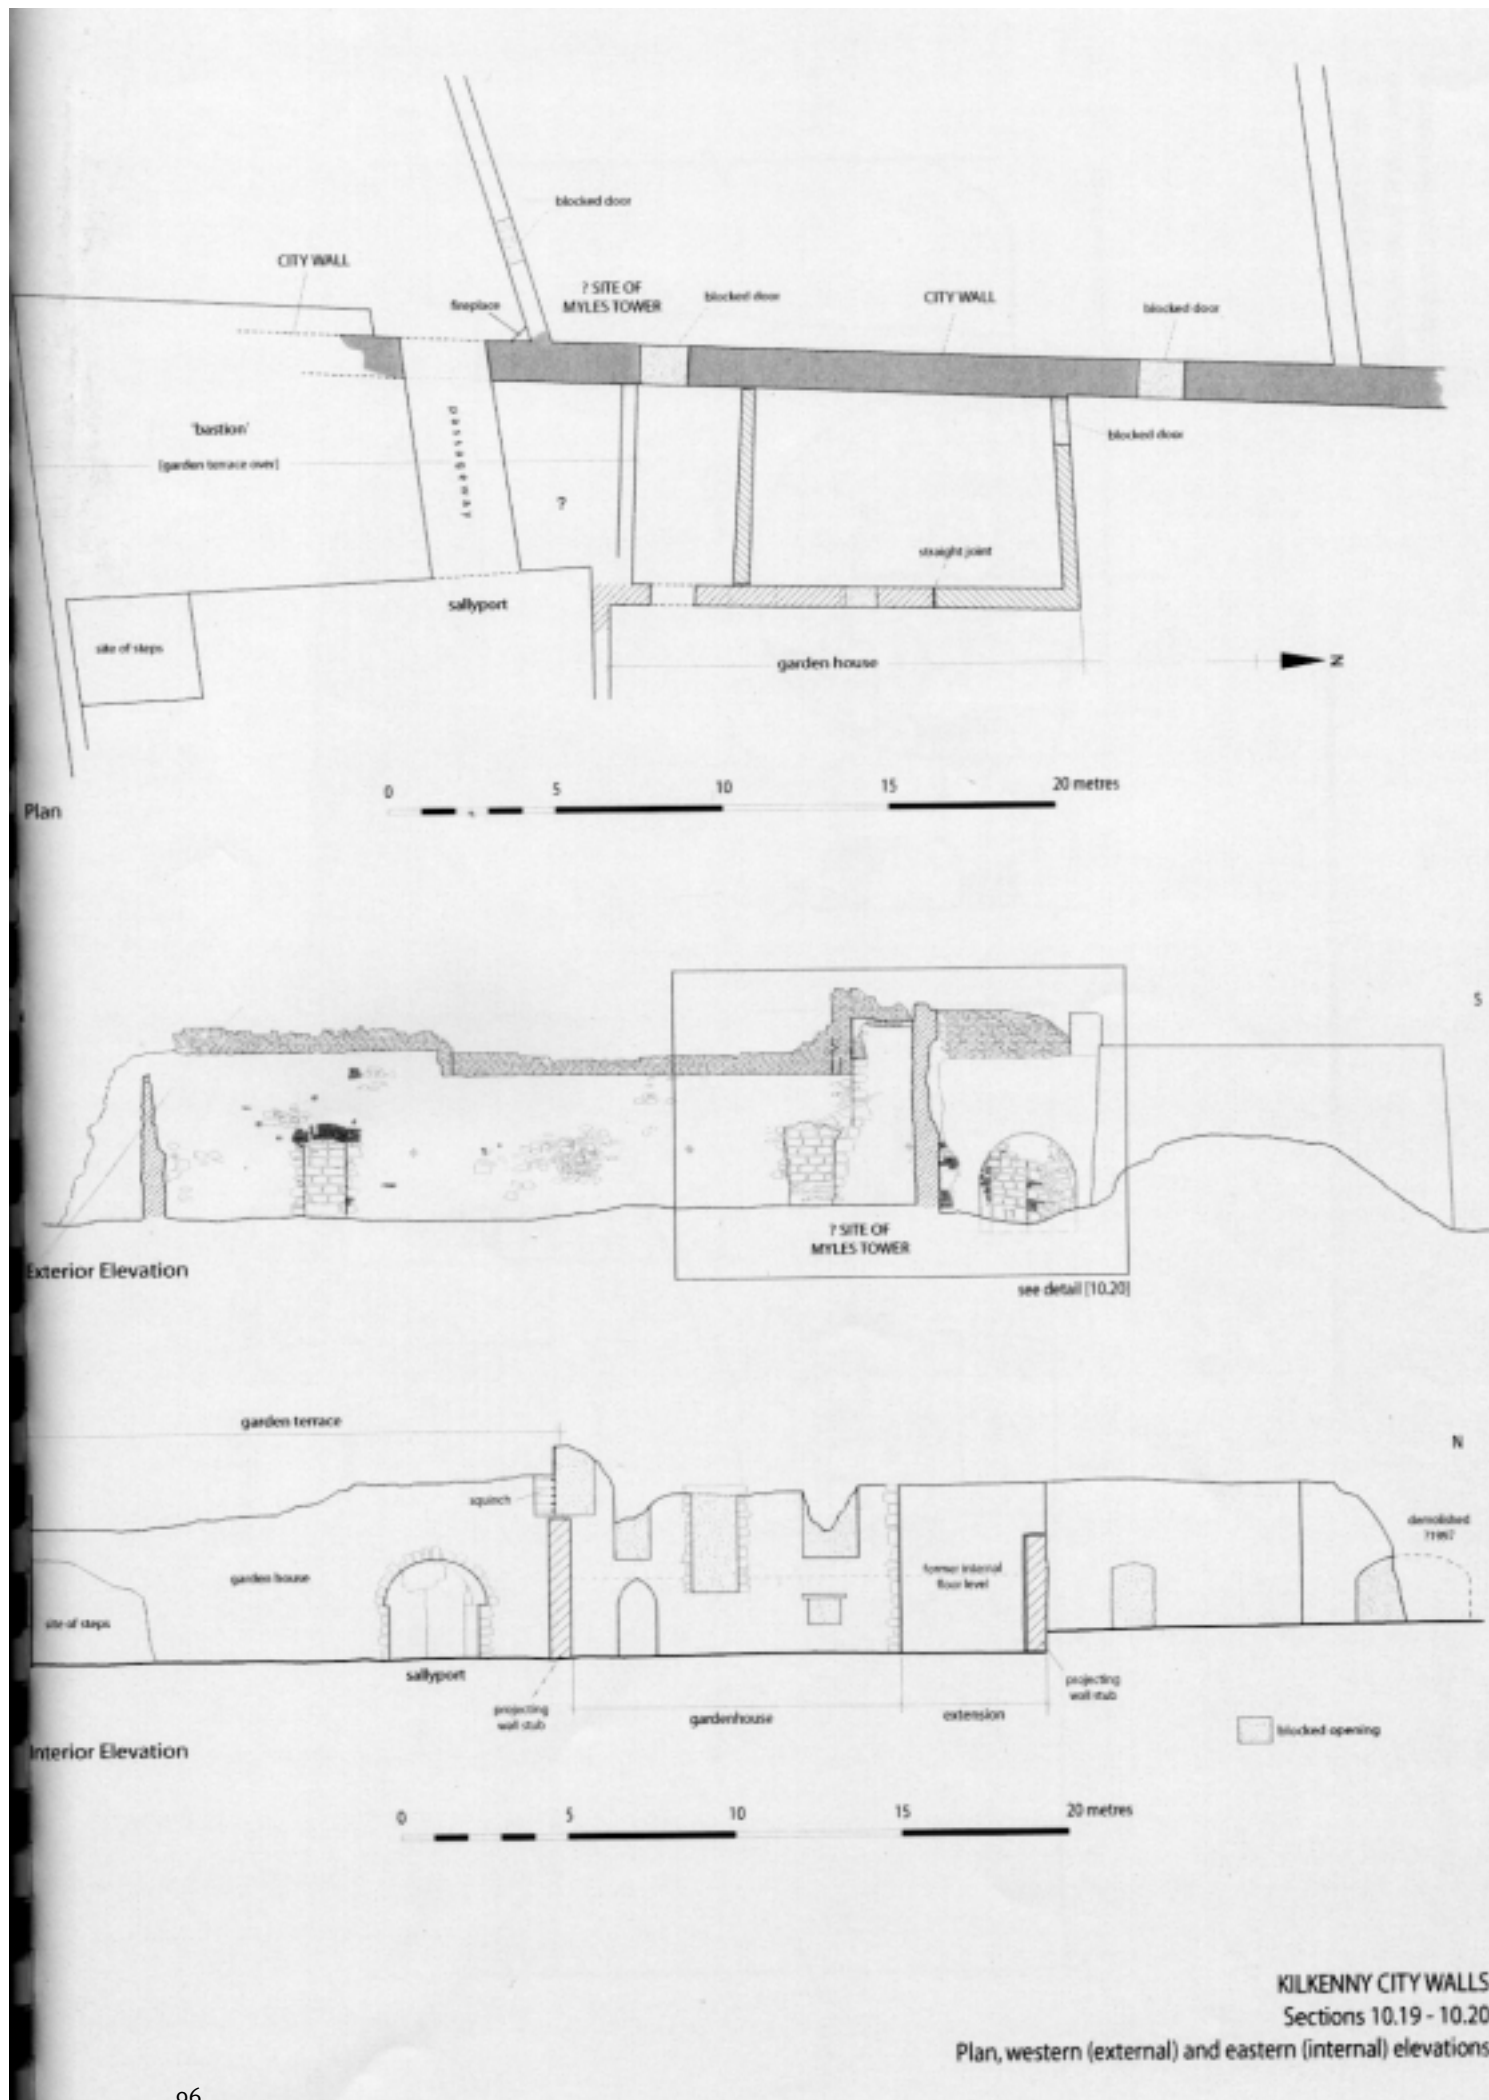 blocked door
CITY WALL
? SITE OF
MYLES TOWER
fireplace
blocked door
CITY WALL
blocked door
'bastion'
[garden terrace over]
passageway
?
blocked door
straight joint
sallyport
site of steps
garden house
N
0 5 10 15 20 metres
Plan
S
? SITE OF
MYLES TOWER
Exterior Elevation
see detail [10.20]
garden terrace
N
squinch
demolished
garden house
former internal
floor level
site of steps
sallyport
projecting
wall stub
gardenhouse
extension
projecting
wall stub
blocked opening
Interior Elevation
0 5 10 15 20 metres
KILKENNY CITY WALLS
Sections 10.19 - 10.20
Plan, western (external) and eastern (internal) elevations
96